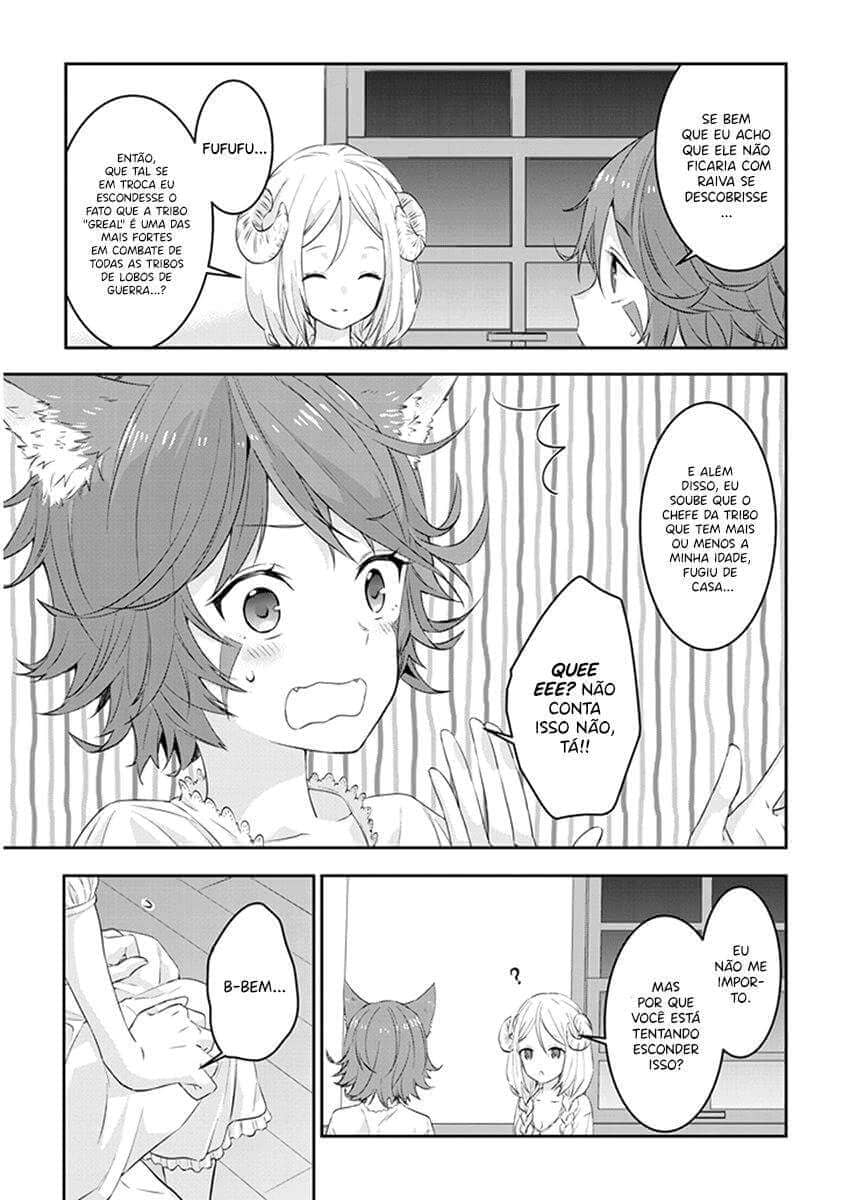 SE BEM
QUE EU ACHO
QUE ELE NÃO
FICARIA COM
RAIVA SE
DESCOBRISSE
...
FUFUFU...
ENTÃO,
QUE TAL SE
EM TROCA EU
ESCONDESSE O
FATO QUE A TRIBO
"GREAL" É UMA DAS
MAIS FORTES
EM COMBATE DE
TODAS AS TRIBOS
DE LOBOS DE
GUERRA...?
E ALÉM
DISSO, EU
SOUBE QUE O
CHEFE DA TRIBO
QUE TEM MAIS
OU MENOS A
MINHA IDADE,
FUGIU DE
CASA...
QUEE
EEE? NÃO
CONTA
ISSO NÃO,
TÁ!!
EU
NÃO ME
IMPOR-
TO.
MAS
POR QUE
VOCÊ ESTÁ
TENTANDO
ESCONDER
ISSO?
?
B-BEM...